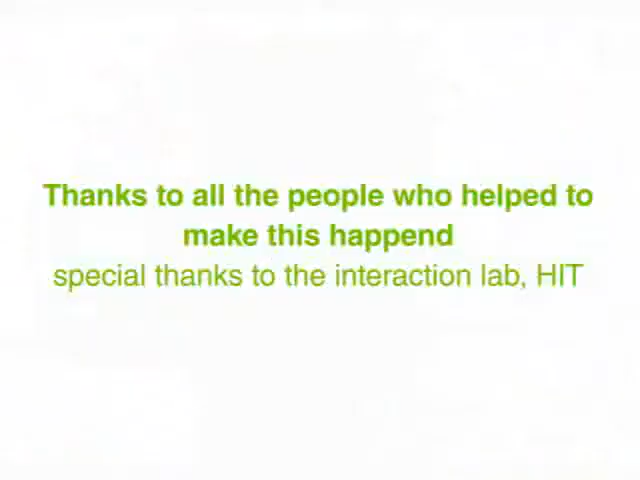 Thanks to all the people who helped to
make this happend
special thanks to the interaction lab, HIT